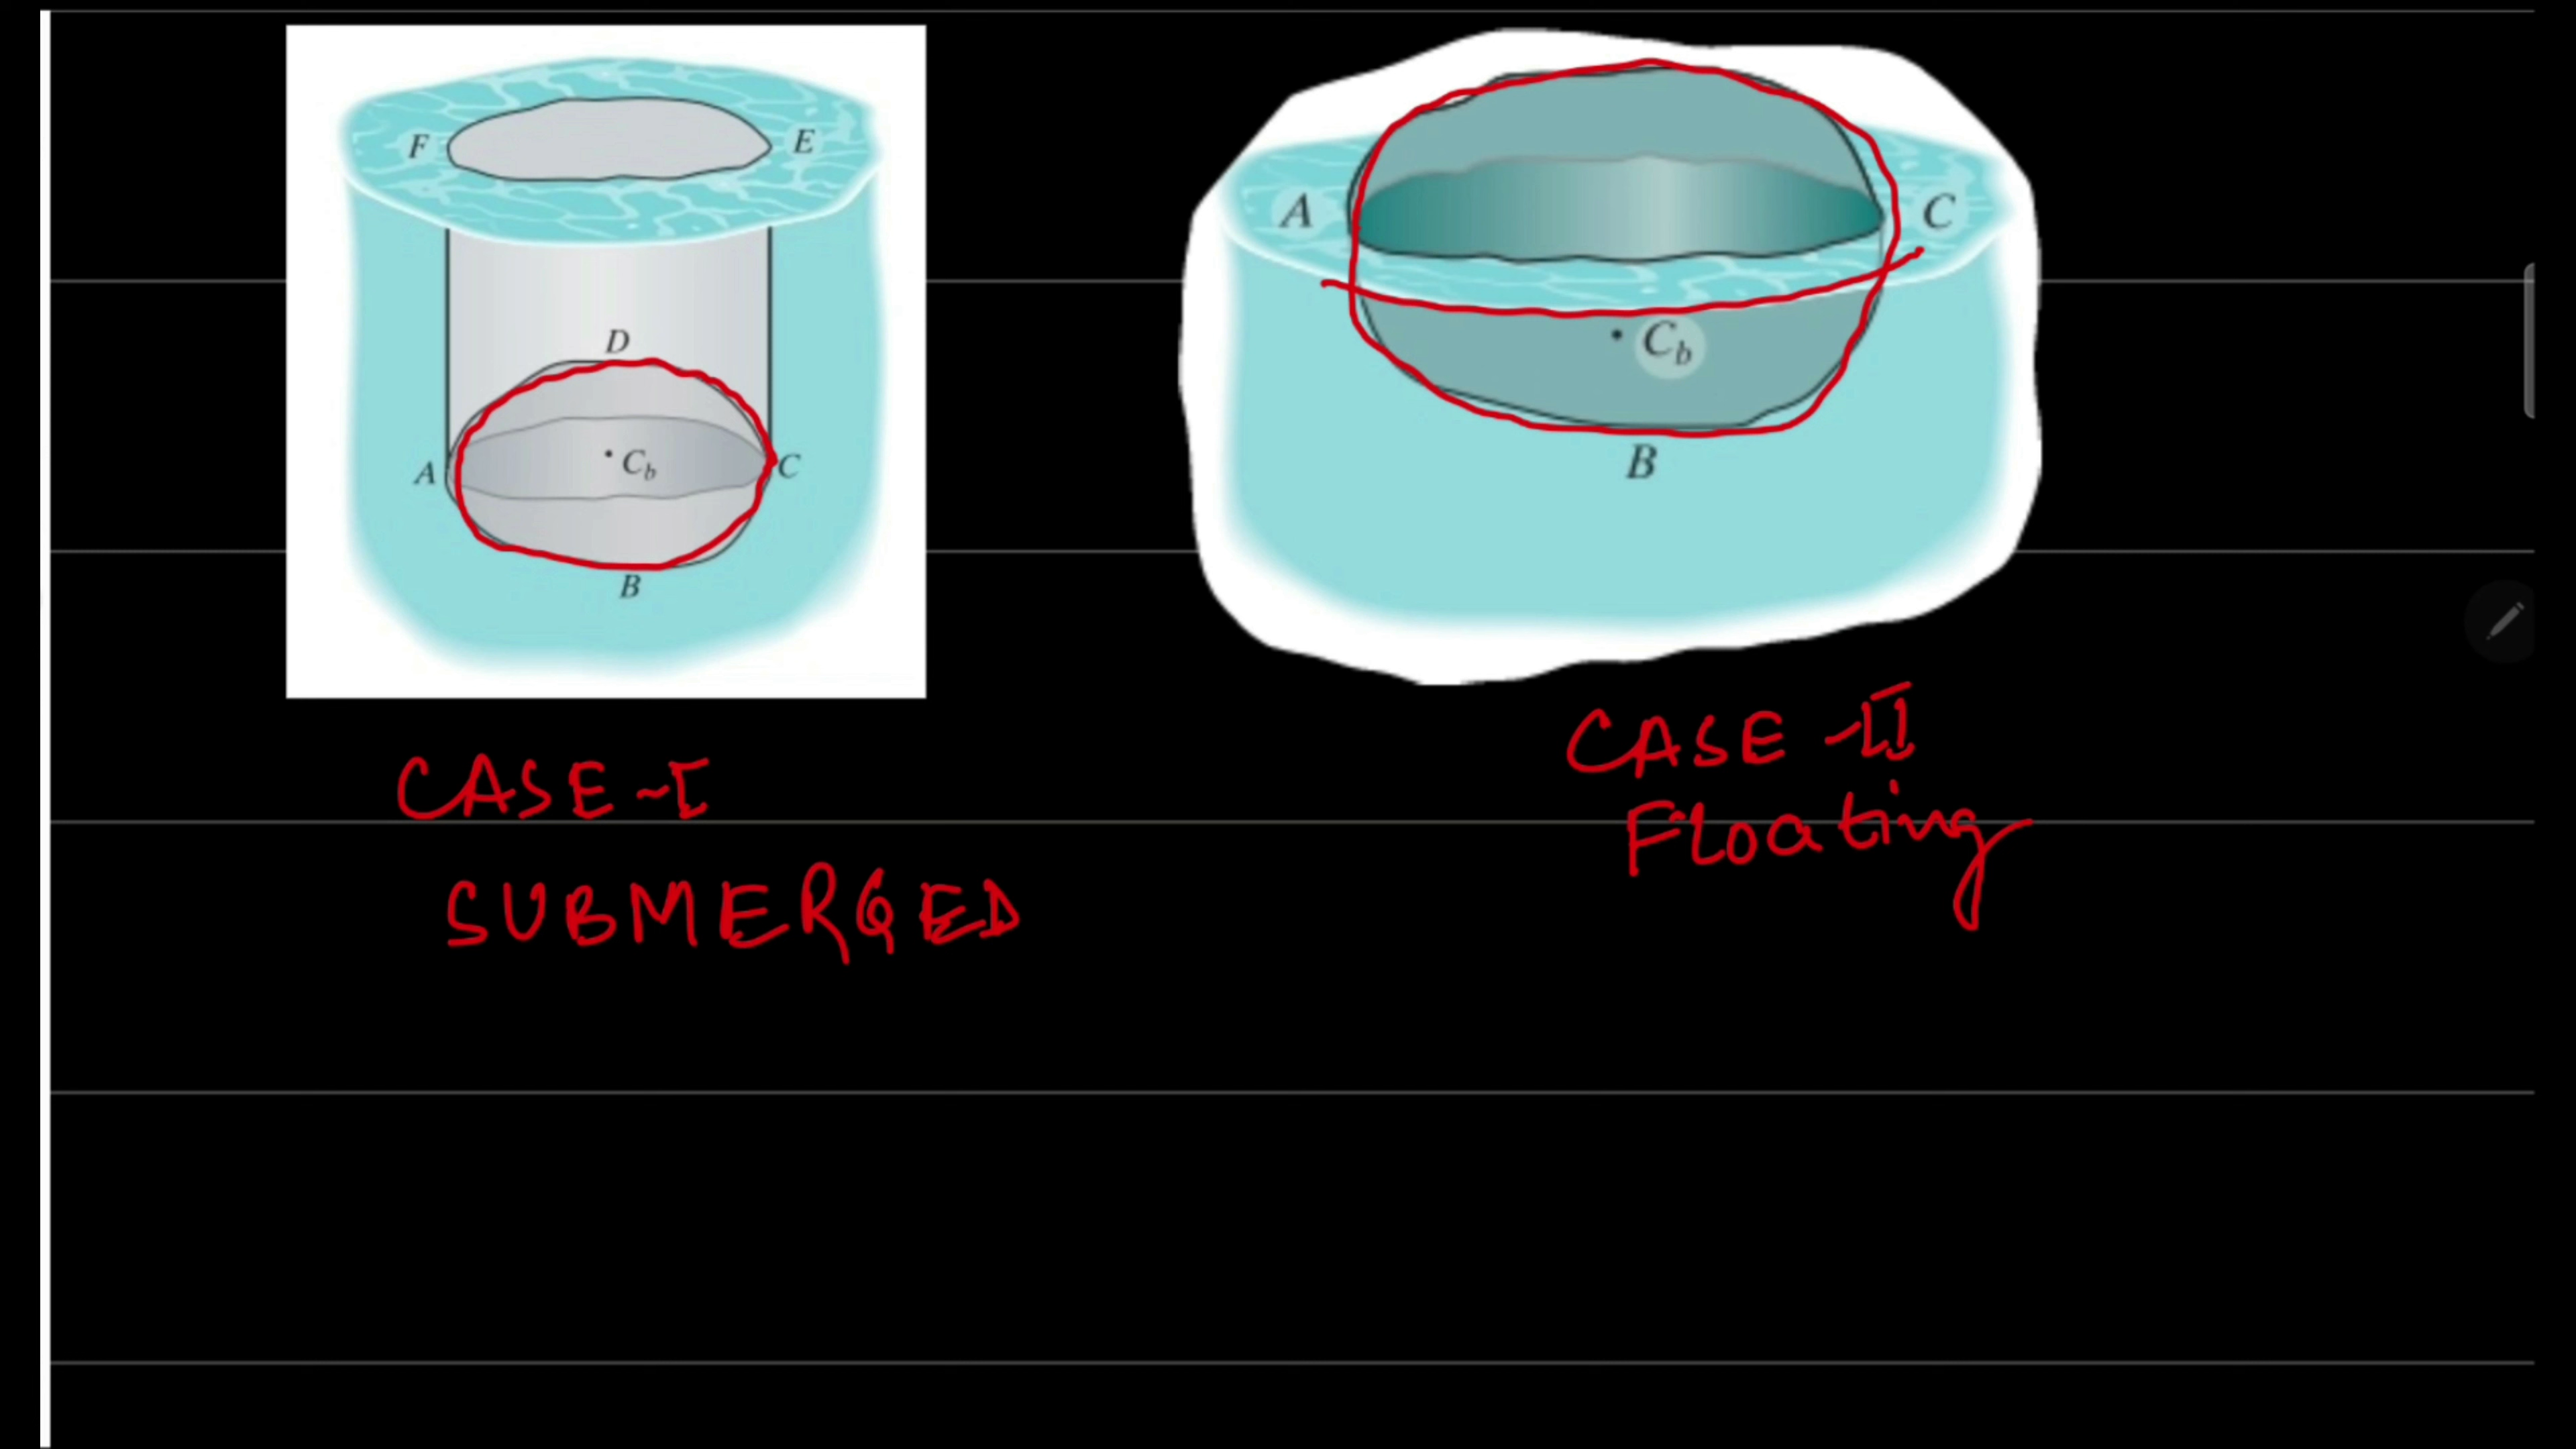 F
E
D
A
C_b
C
B
A
C
C_b
B
CASE-I
SUBMERGED
CASE-II
Floating